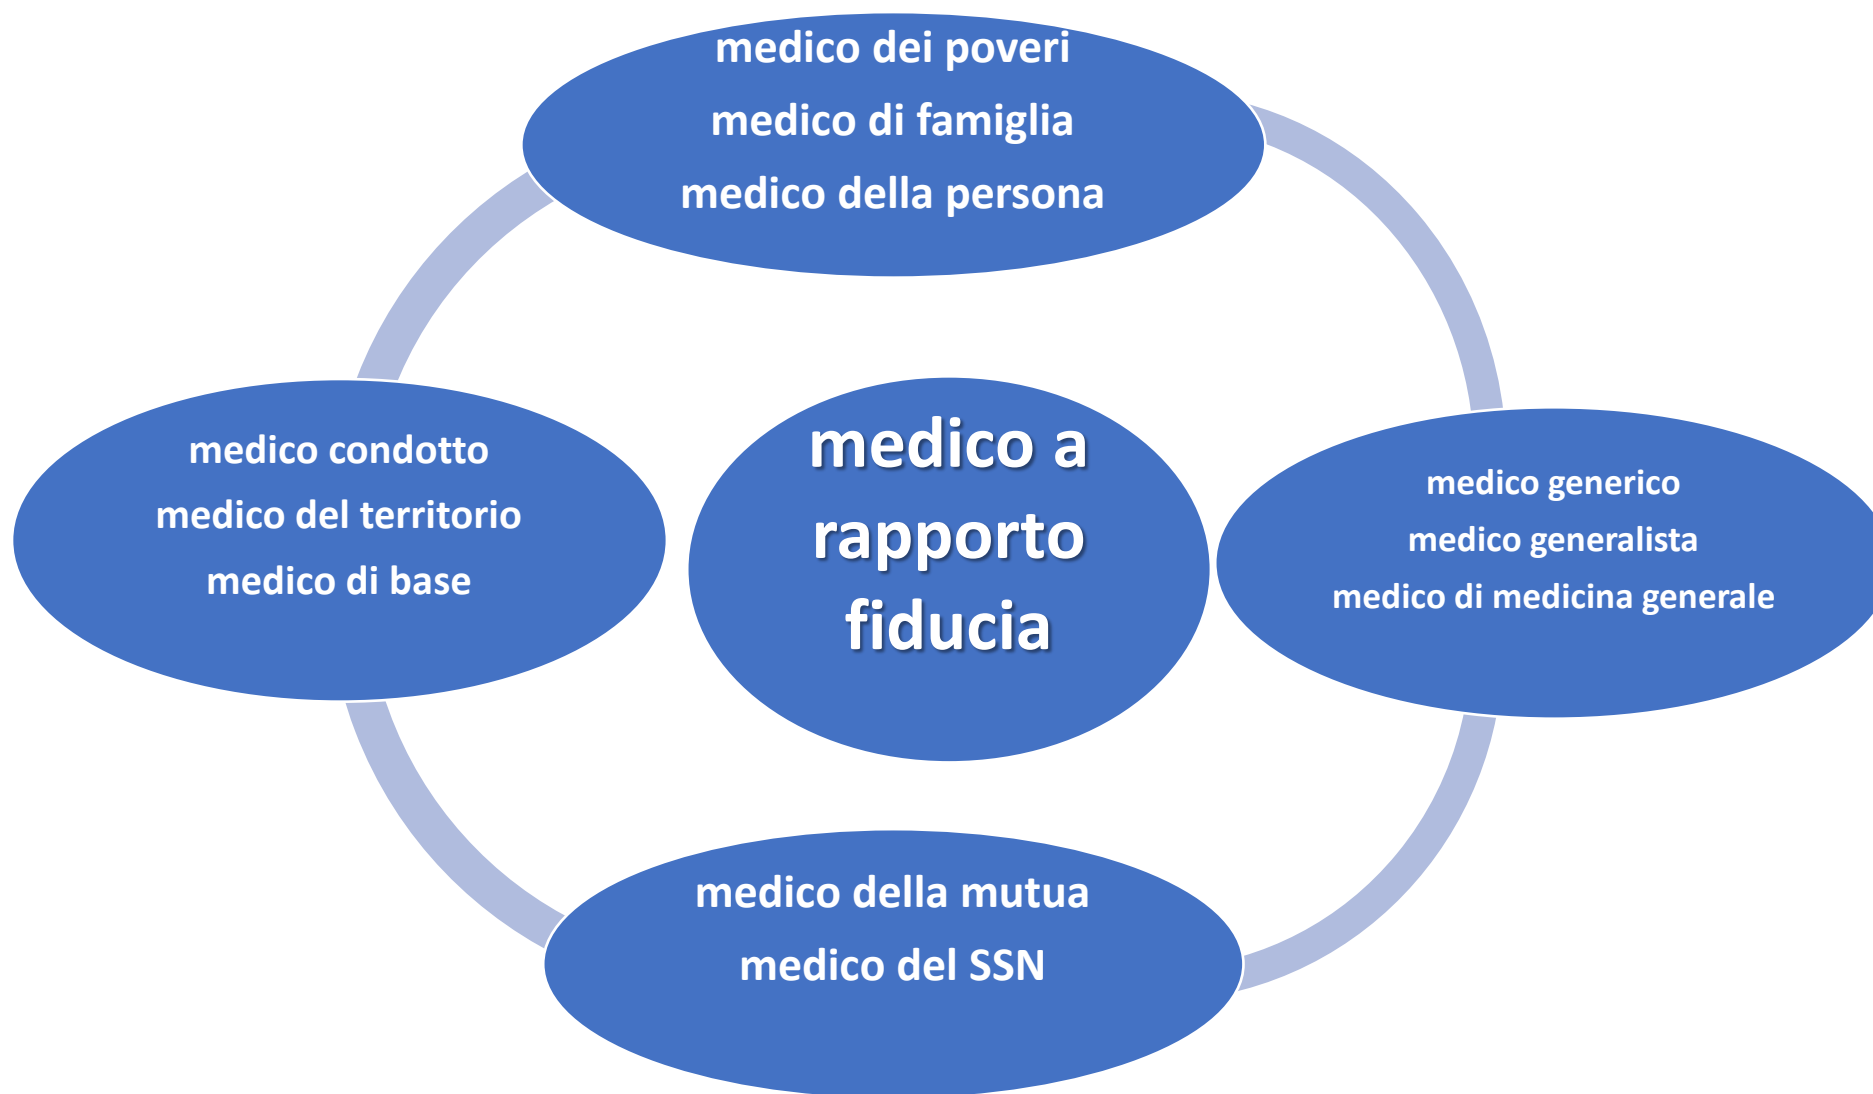 medico dei poveri
medico di famiglia
medico della persona
medico condotto
medico del territorio
medico di base
medico a
rapporto
fiducia
medico generico
medico generalista
medico di medicina generale
medico della mutua
medico del SSN